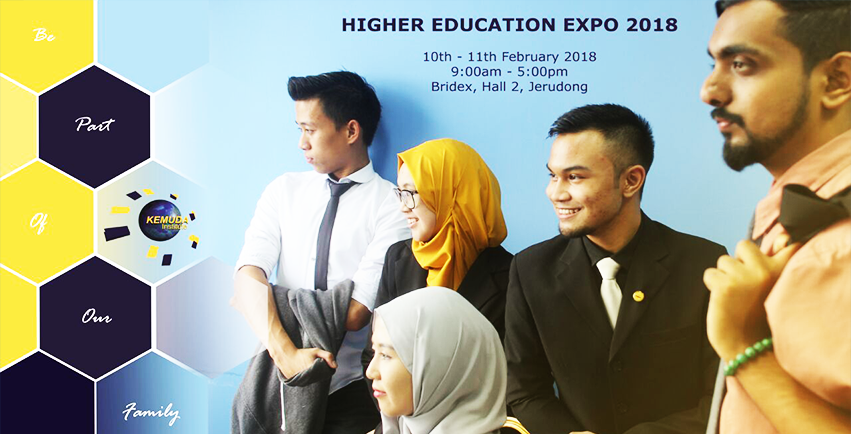 Be
Part
Of
Our
Family
KEMUDA
Institute
HIGHER EDUCATION EXPO 2018
10th - 11th February 2018
9:00am - 5:00pm
Bridex, Hall 2, Jerudong